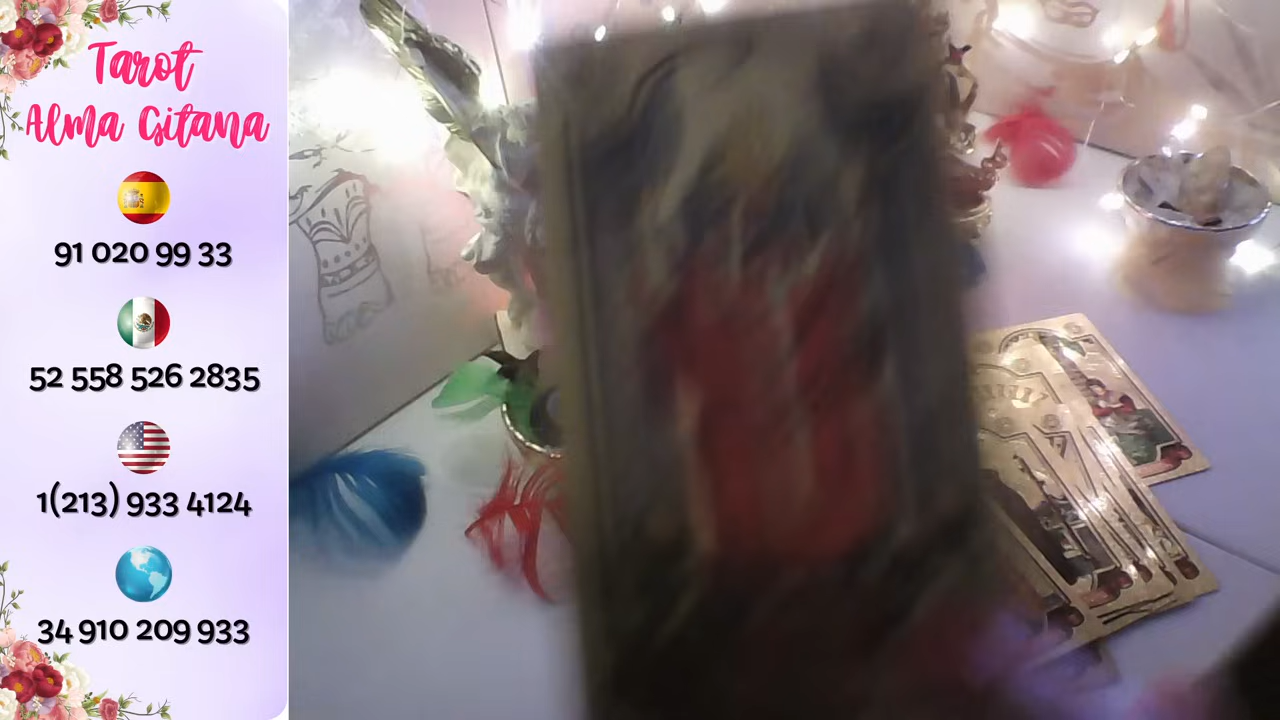 Tarot
Alma Gitana
91 020 99 33
52 558 526 2835
1(213) 933 4124
34 910 209 933